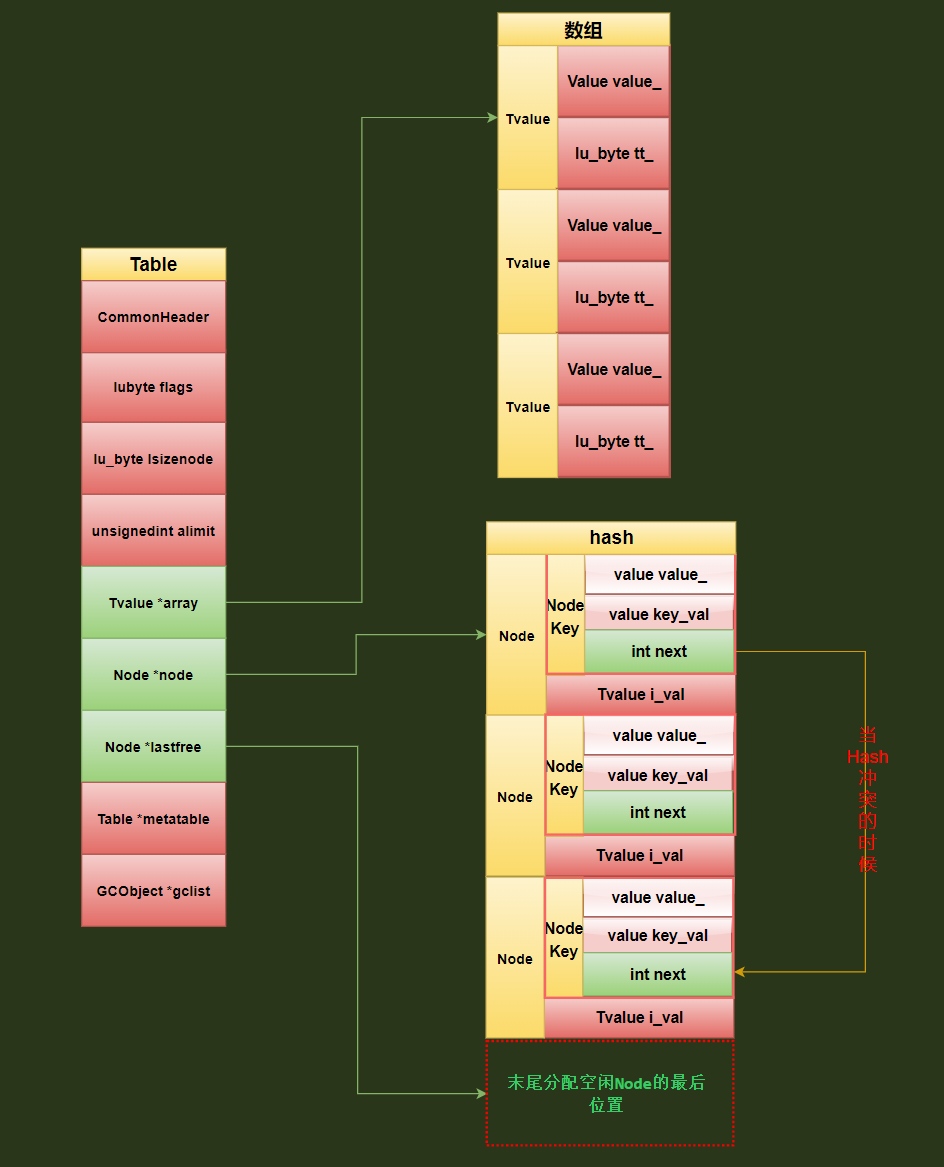 数组
Tvalue
Value value_
lu_byte tt_
Tvalue
Value value_
lu_byte tt_
Tvalue
Value value_
lu_byte tt_
Table
CommonHeader
lubyte flags
lu_byte lsizenode
unsignedint alimit
Tvalue *array
Node *node
Node *lastfree
Table *metatable
GCObject *gclist
hash
Node
Node
Key
value value_
value key_val
int next
Tvalue i_val
Node
Node
Key
value value_
value key_val
int next
Tvalue i_val
Node
Node
Key
value value_
value key_val
int next
Tvalue i_val
当
Hash
冲
突
的
时
候
末尾分配空闲Node的最后
位置